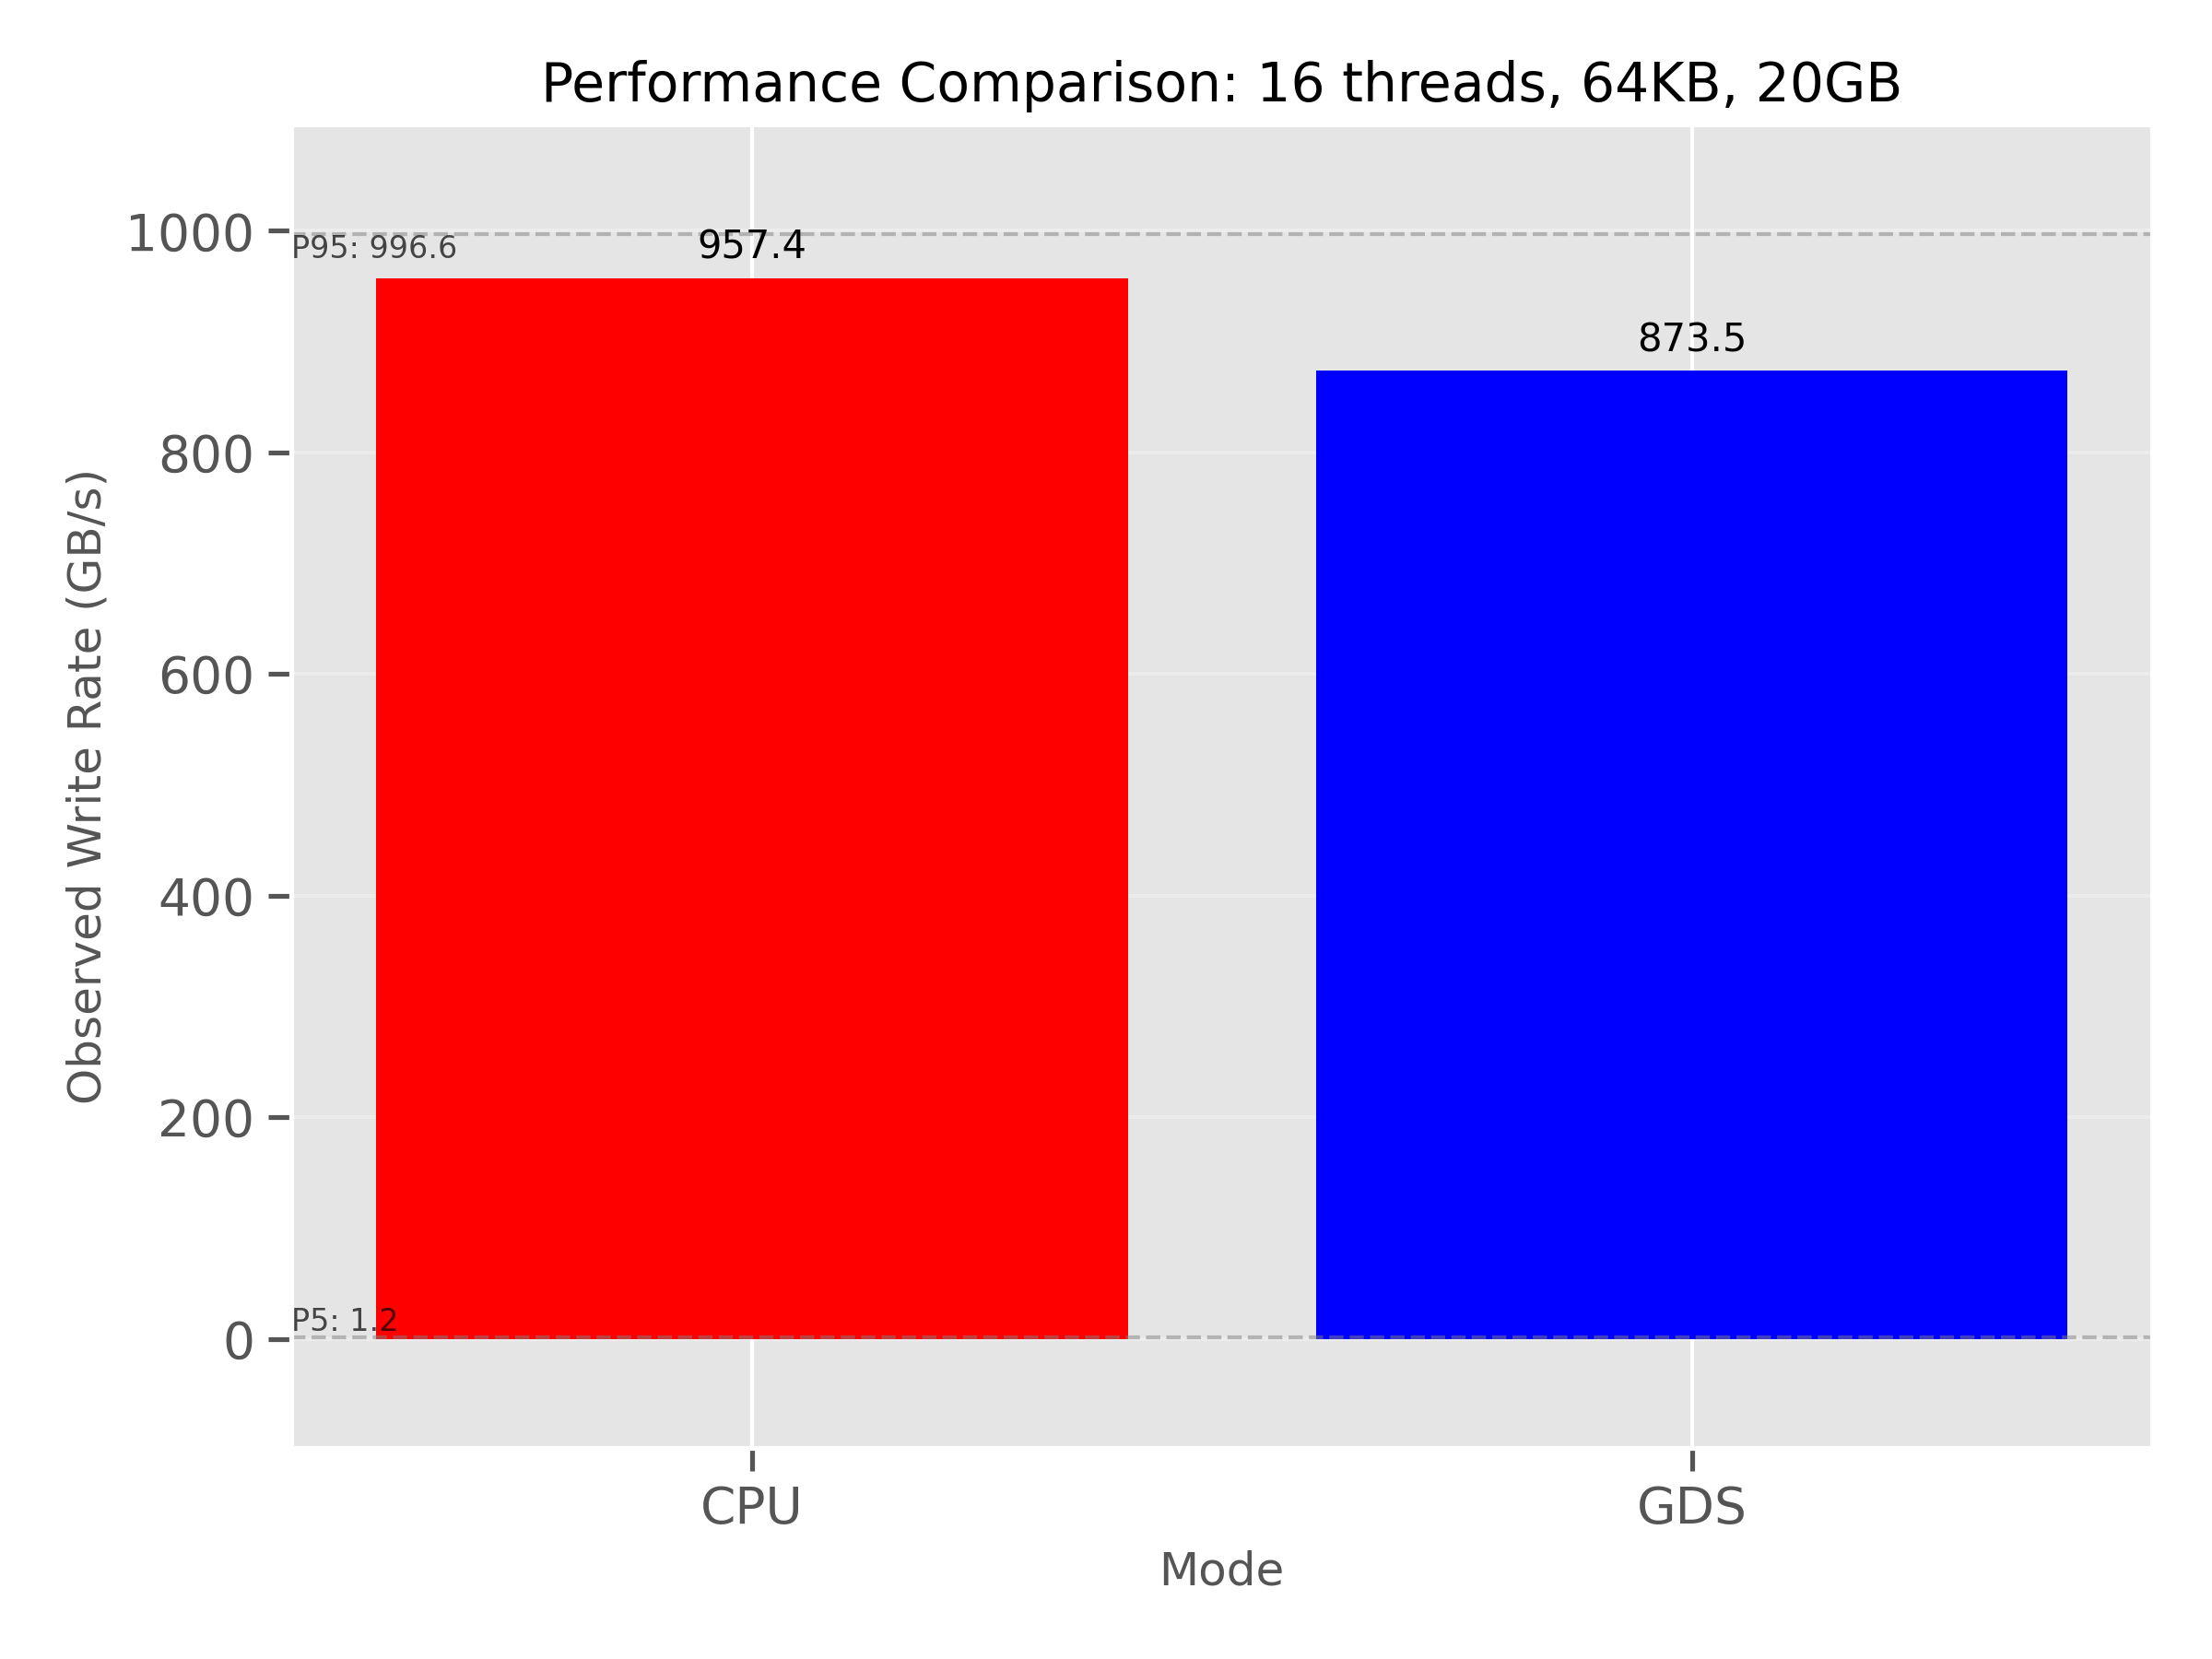 Performance Comparison: 16 threads, 64KB, 20GB
Observed Write Rate (GB/s)
1000
800
600
400
200
0
P95: 996.6
957.4
873.5
P5: 1.2
CPU
GDS
Mode